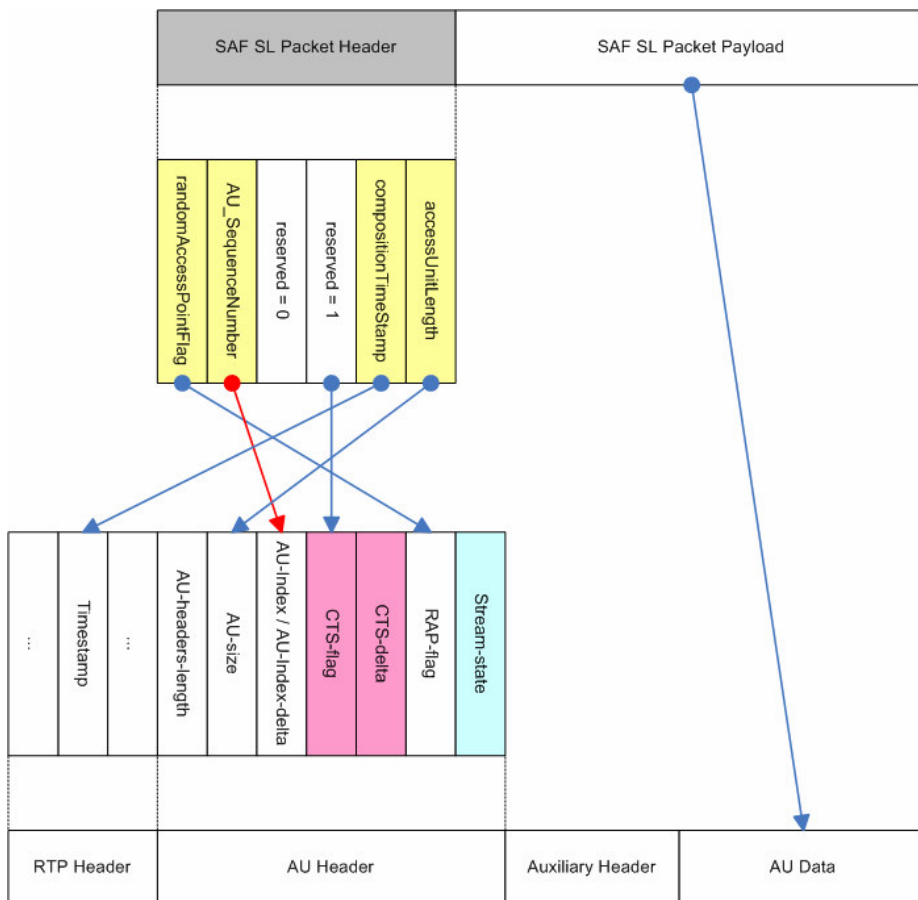 SAF SL Packet Header
SAF SL Packet Payload
randomAccessPointFlag
AU_SequenceNumber
reserved = 0
reserved = 1
compositionTimeStamp
accessUnitLength
...
Timestamp
...
AU-headers-length
AU-size
AU-Index / AU-Index-delta
CTS-flag
CTS-delta
RAP-flag
Stream-state
RTP Header
AU Header
Auxiliary Header
AU Data